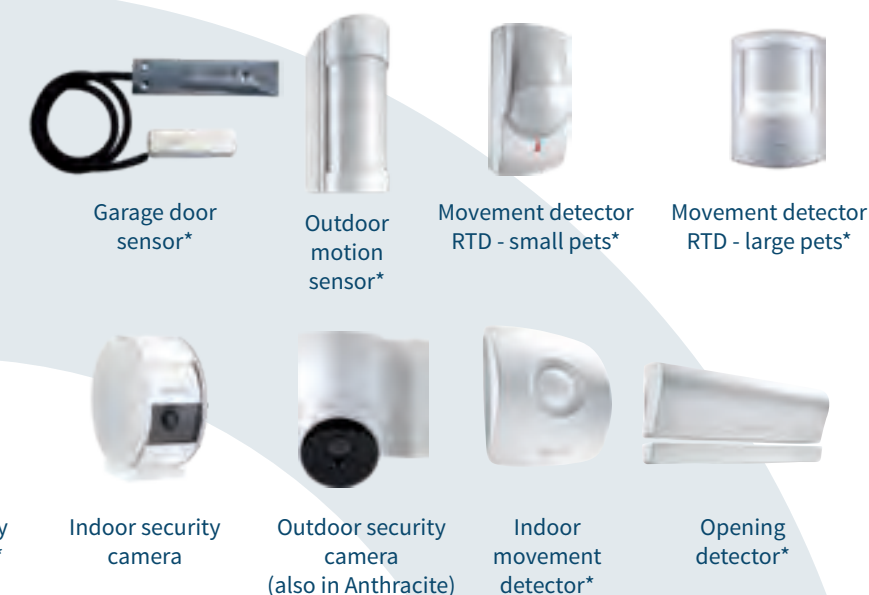 Garage door
sensor*
Outdoor
motion
sensor*
Movement detector
RTD - small pets*
Movement detector
RTD - large pets*
y
*
Indoor security
camera
Outdoor security
camera
(also in Anthracite)
Indoor
movement
detector*
Opening
detector*